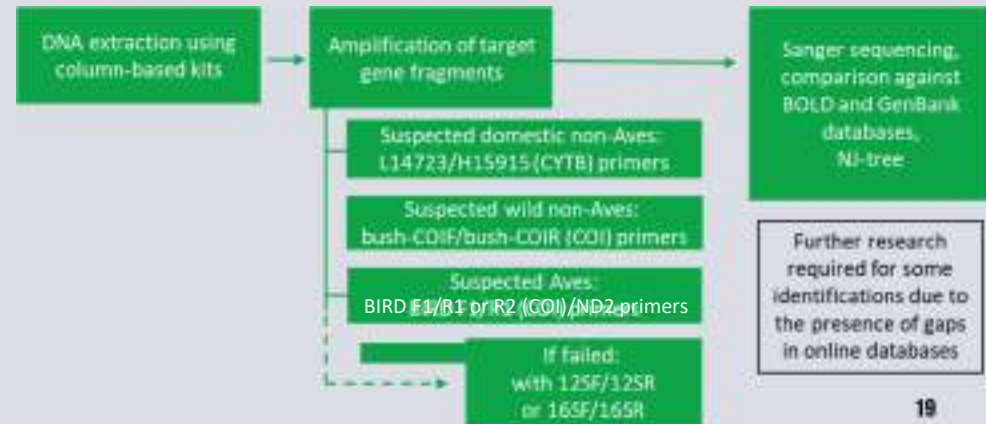 DNA extraction using
column-based kits
Amplification of target
gene fragments
Sanger sequencing,
comparison against
BOLD and GenBank
databases,
NJ-tree
Suspected domestic non-Aves:
L14723/H15915 (CYTB) primers
Suspected wild non-Aves:
bush-COIF/bush-COIR (COI) primers
Suspected Aves:
BIRD F1/R1 or R2 (COI)/ND2 primers
If failed:
with 12SF/12SR
or 16SF/16SR
Further research
required for some
identifications due to
the presence of gaps
in online databases
19